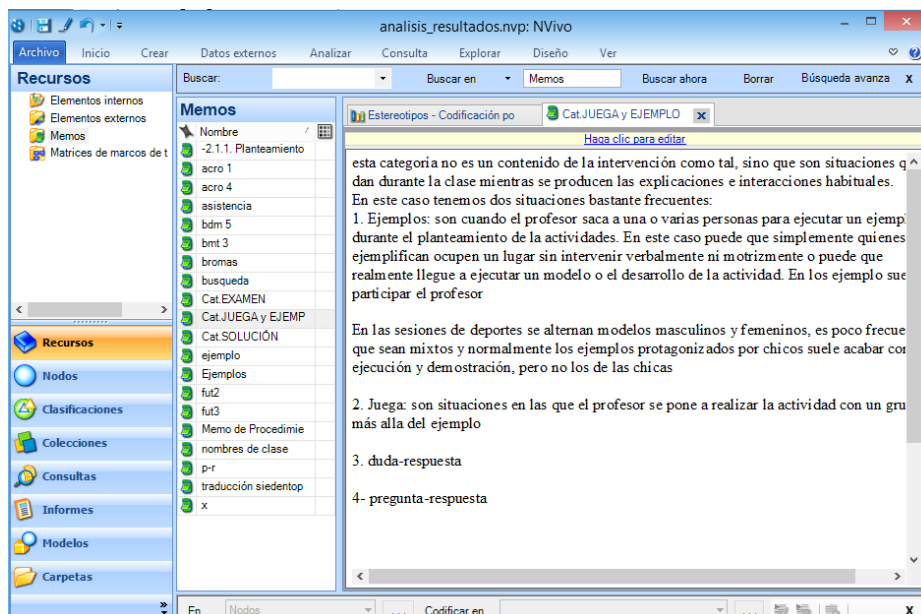 analisis_resultados.nvp: NVivo
Archivo Inicio Crear Datos externos Analizar Consulta Explorar Diseño Ver
Recursos
Elementos internos
Elementos externos
Memos
Matrices de marcos de t
Recursos
Nodos
Clasificaciones
Colecciones
Consultas
Informes
Modelos
Carpetas
Buscar: Buscar en Memos Buscar ahora Borrar Búsqueda avanza x
Memos
Nombre
-2.1.1. Planteamiento
acro 1
acro 4
asistencia
bdm 5
bmt 3
bromas
busqueda
Cat.EXAMEN
Cat.JUEGA y EJEMP
Cat.SOLUCIÓN
ejemplo
Ejemplos
fut2
fut3
Memo de Procedimie
nombres de clase
p-r
traducción siedentop
x
Estereotipos - Codificación po Cat.JUEGA y EJEMPLO x
Haga clic para editar
esta categoria no es un contenido de la intervención como tal, sino que son situaciones q
dan durante la clase mientras se producen las explicaciones e interacciones habituales.
En este caso tenemos dos situaciones bastante frecuentes:
1. Ejemplos: son cuando el profesor saca a una o varias personas para ejecutar un ejempl
durante el planteamiento de la actividades. En este caso puede que simplemente quienes
ejemplifican ocupen un lugar sin intervenir verbalmente ni motrizmente o puede que
realmente llegue a ejecutar un modelo o el desarrollo de la actividad. En los ejemplo sue
participar el profesor
En las sesiones de deportes se alternan modelos masculinos y femeninos, es poco frecue
que sean mixtos y normalmente los ejemplos protagonizados por chicos suele acabar con
ejecución y demostración, pero no los de las chicas
2. Juega: son situaciones en las que el profesor se pone a realizar la actividad con un gru
más alla del ejemplo
3. duda-respuesta
4- pregunta-respuesta
En Nodos ... Codificar en ... x